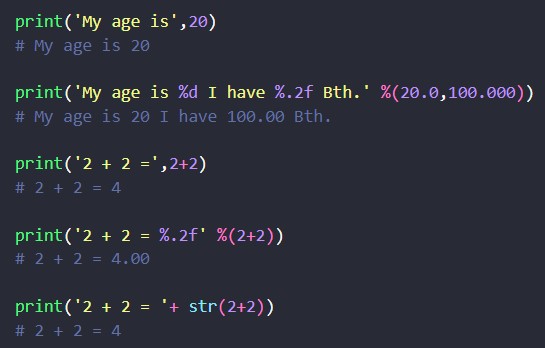 print('My age is',20)
# My age is 20
print('My age is %d I have %.2f Bth.' %(20.0,100.000))
# My age is 20 I have 100.00 Bth.
print('2 + 2 =',2+2)
# 2 + 2 = 4
print('2 + 2 = %.2f' %(2+2))
# 2 + 2 = 4.00
print('2 + 2 = '+ str(2+2))
# 2 + 2 = 4